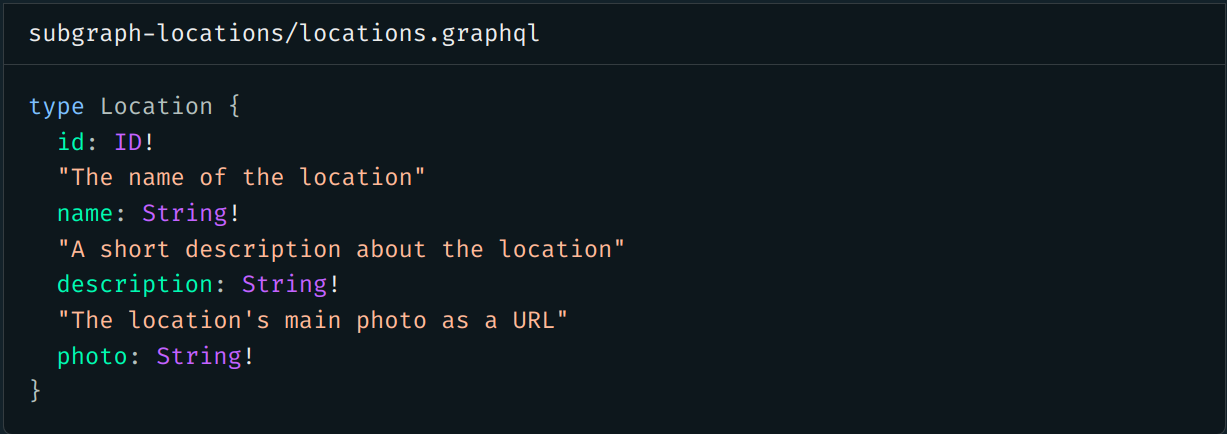 subgraph-locations/locations.graphql
type Location {
  id: ID!
  "The name of the location"
  name: String!
  "A short description about the location"
  description: String!
  "The location's main photo as a URL"
  photo: String!
}